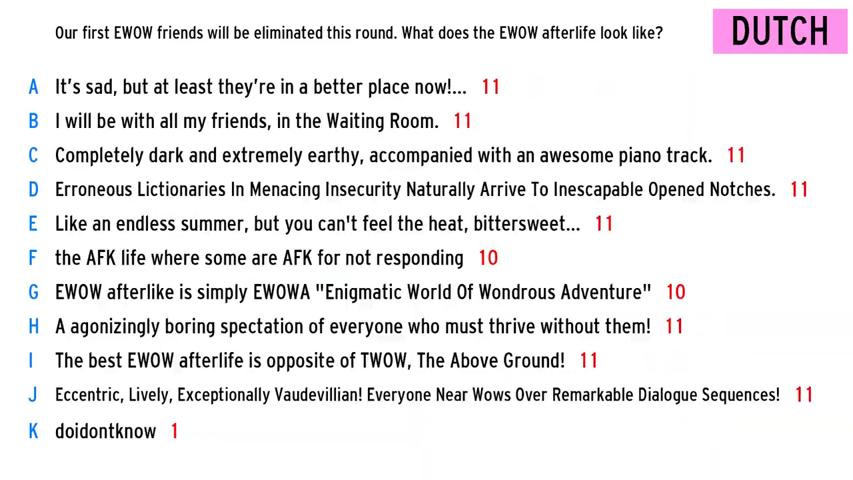 Our first EWOW friends will be eliminated this round. What does the EWOW afterlife look like?
DUTCH
A It's sad, but at least they're in a better place now!... 11
B I will be with all my friends, in the Waiting Room. 11
C Completely dark and extremely earthy, accompanied with an awesome piano track. 11
D Erroneous Lictionaries In Menacing Insecurity Naturally Arrive To Inescapable Opened Notches. 11
E Like an endless summer, but you can't feel the heat, bittersweet... 11
F the AFK life where some are AFK for not responding 10
G EWOW afterlike is simply EWOWA "Enigmatic World Of Wondrous Adventure" 10
H A agonizingly boring spectation of everyone who must thrive without them! 11
I The best EWOW afterlife is opposite of TWOW, The Above Ground! 11
J Eccentric, Lively, Exceptionally Vaudevillian! Everyone Near Wows Over Remarkable Dialogue Sequences! 11
K doidontknow 1